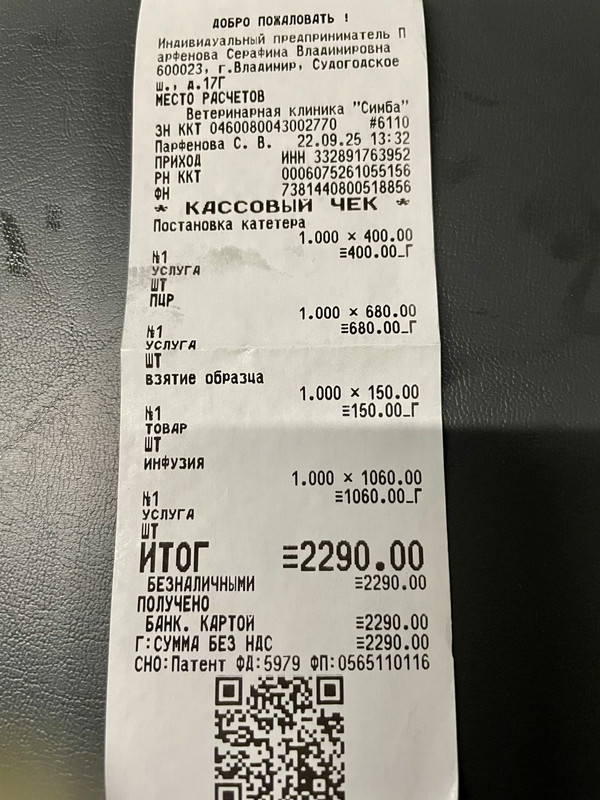 ДОБРО ПОЖАЛОВАТЬ !
Индивидуальный предприниматель П
арфенова Серафина Владимировна
600023, г.Владимир, Судогодское
ш., д.17Г
МЕСТО РАСЧЕТОВ
Ветеринарная клиника "Симба"
ЗН ККТ 0460080043002770 #6110
Парфенова С. В. 22.09.25 13:32
ПРИХОД ИНН 332891763952
РН ККТ 0006075261055156
ФН 7381440800518856
* КАССОВЫЙ ЧЕК *
Постановка катетера
1.000 × 400.00
№1 ≡400.00_Г
УСЛУГА
ШТ
ПЦР
1.000 × 680.00
№1 ≡680.00_Г
УСЛУГА
ШТ
взятие образца
1.000 × 150.00
№1 ≡150.00_Г
ТОВАР
ШТ
ИНФУЗИЯ
1.000 × 1060.00
№1 ≡1060.00_Г
УСЛУГА
ШТ
ИТОГ ≡2290.00
БЕЗНАЛИЧНЫМИ ≡2290.00
ПОЛУЧЕНО
БАНК. КАРТОЙ ≡2290.00
Г:СУММА БЕЗ НДС ≡2290.00
СНО:Патент ФД:5979 ФП:0565110116